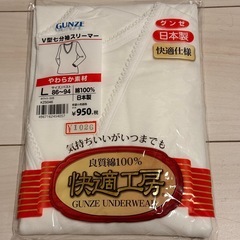 GUNZE
V型七分袖スリーマー
やわらか素材
L
86~94
綿100%
日本製
¥950
1026
グンゼ
日本製
快適仕様
気持ちいいがいつまでも
良質綿100%
快適工房
GUNZE UNDERWEAR